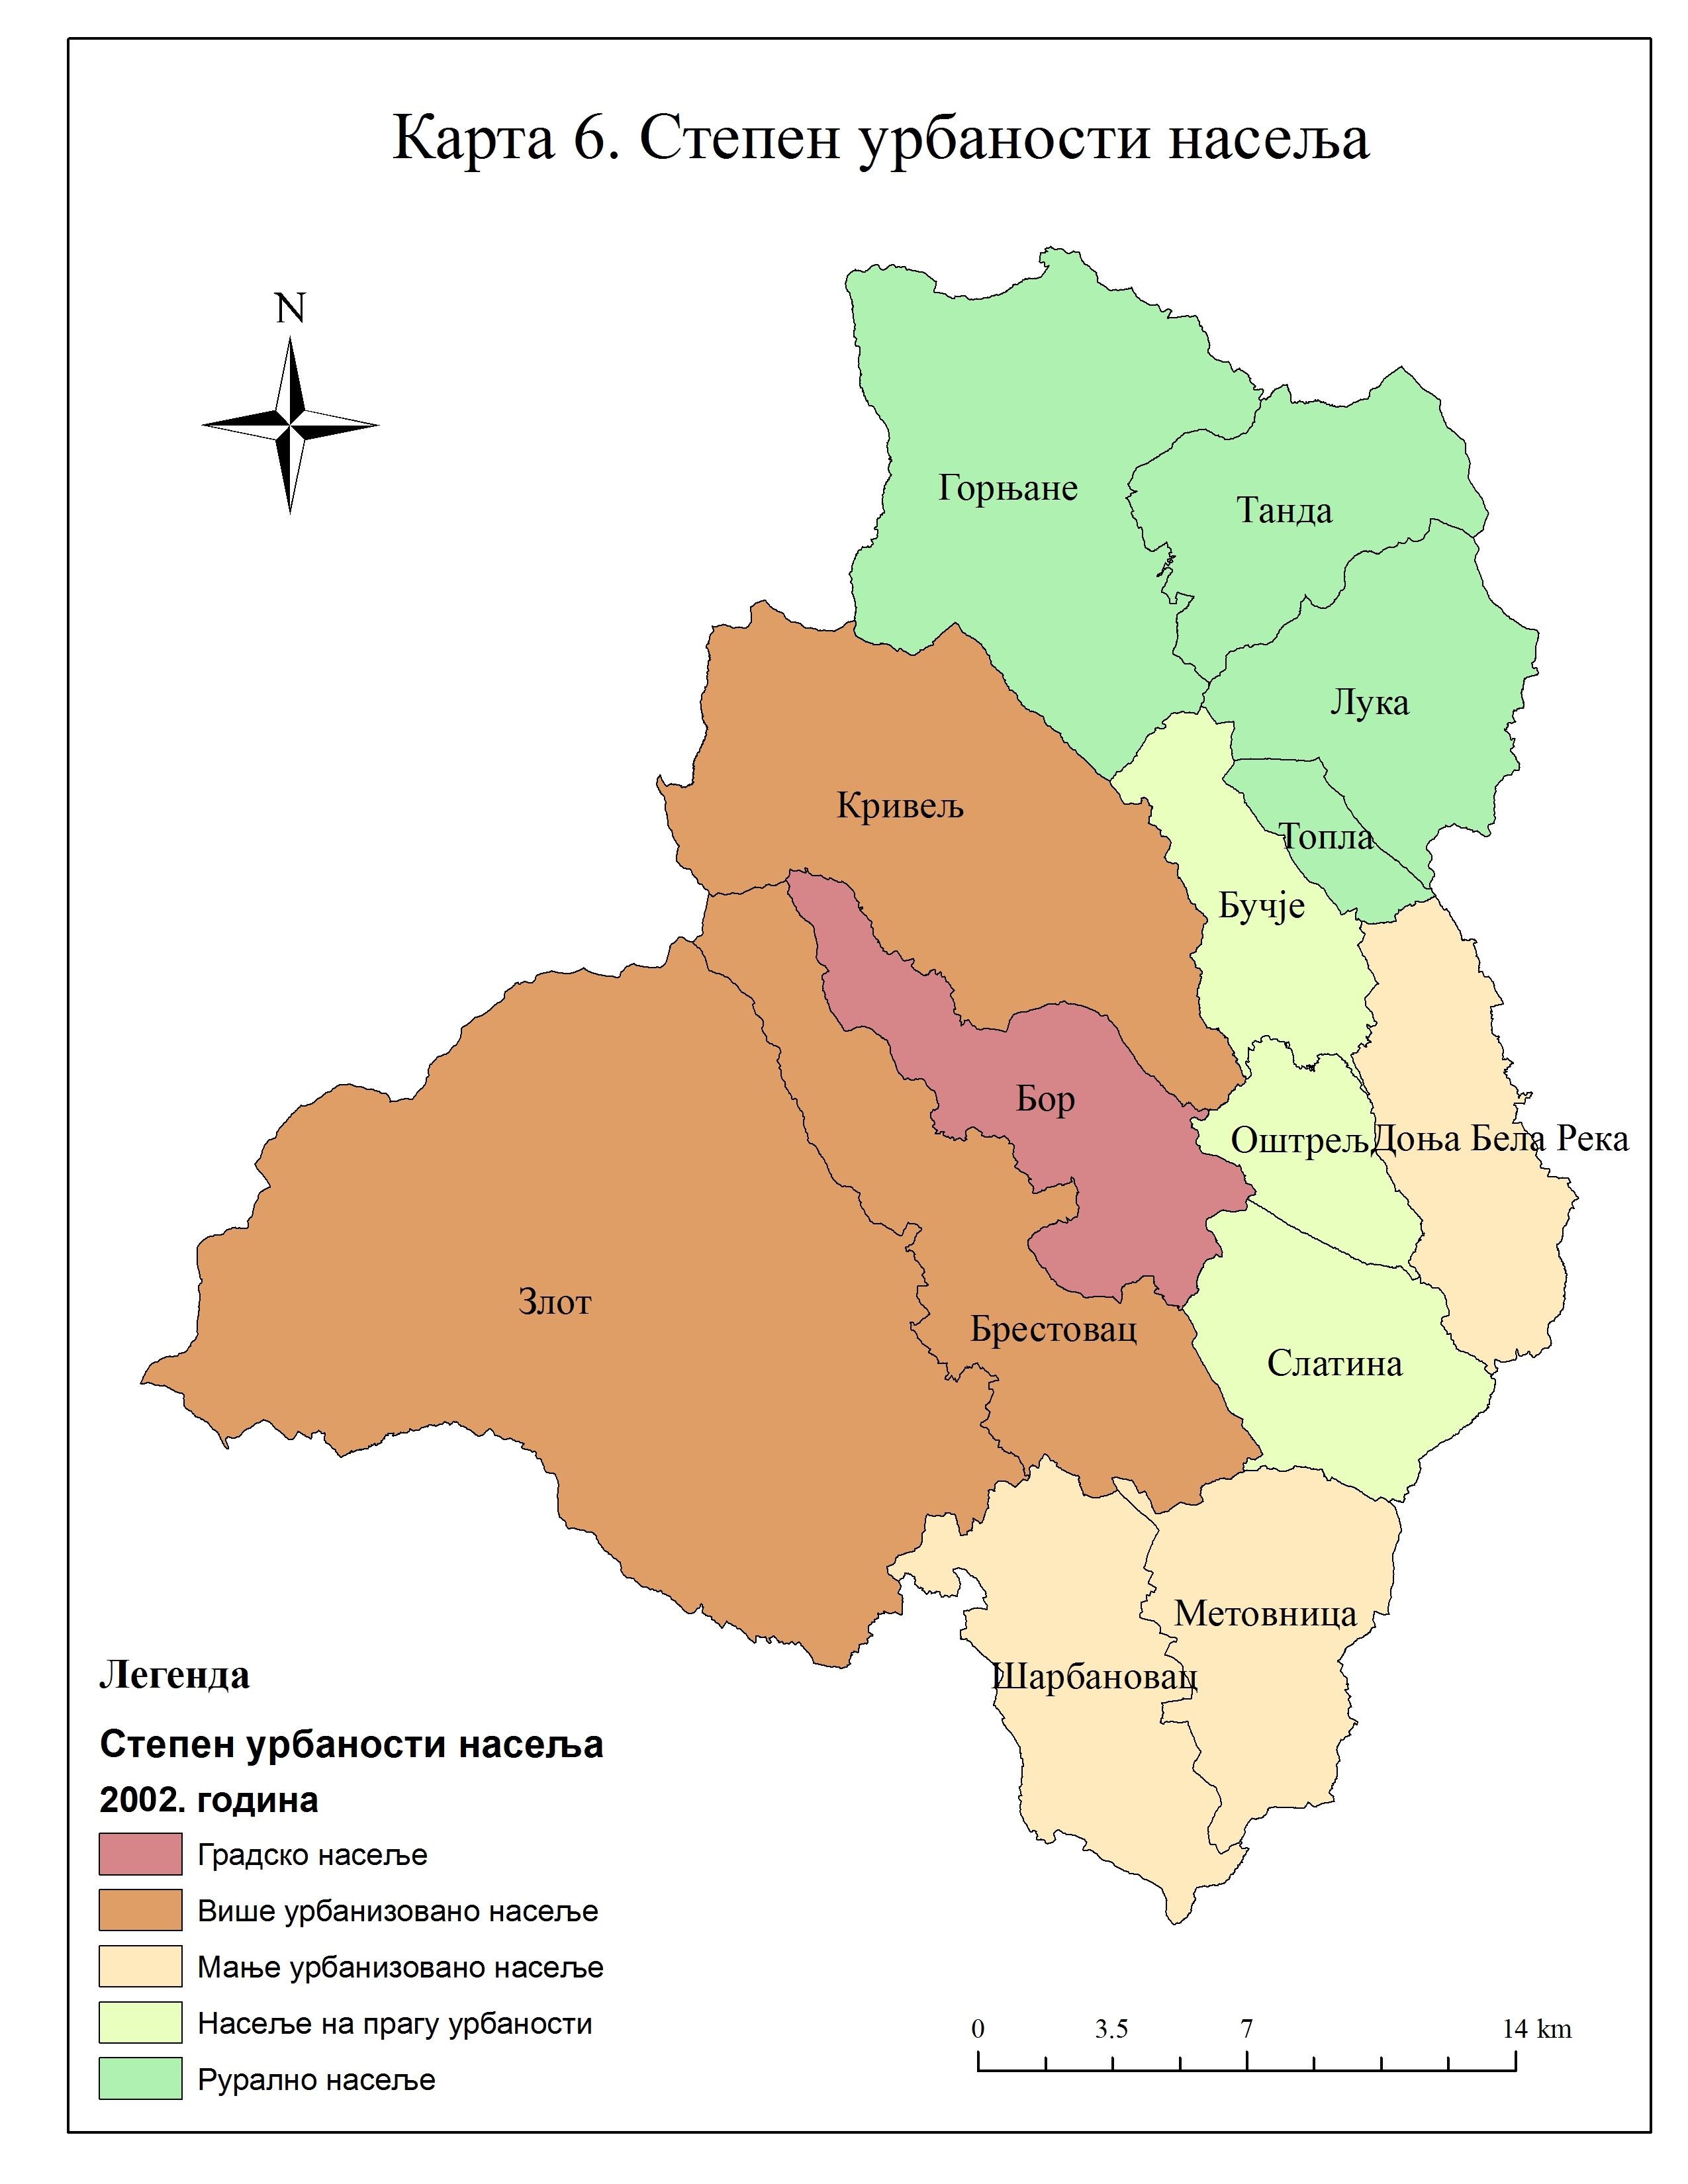 Карта 6. Степен урбаности насеља
N
Горњане
Танда
Лука
Кривељ
Топла
Бучје
Бор
Оштрељ
Доња Бела Река
Злот
Брестовац
Слатина
Метовница
Шарбановац
Легенда
Степен урбаности насеља
2002. година
Градско насеље
Више урбанизовано насеље
Мање урбанизовано насеље
Насеље на прагу урбаности
Рурално насеље
0 3.5 7 14 km